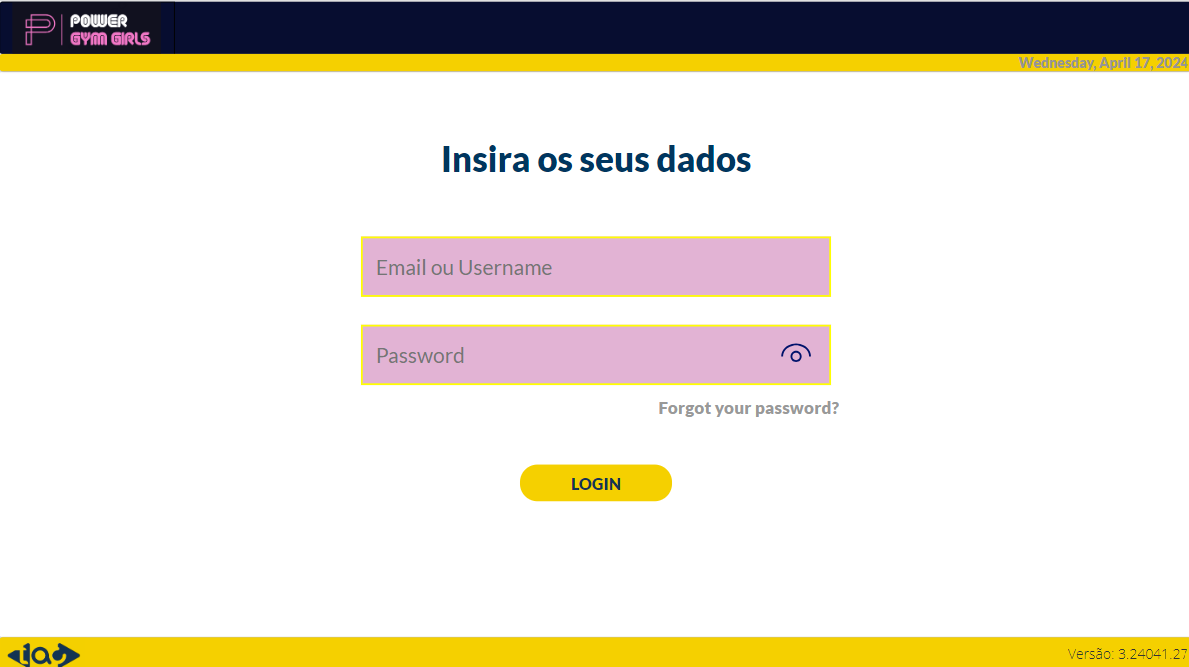 POWER
GYM GIRLS
Wednesday, April 17, 2024
Insira os seus dados
Email ou Username
Password
Forgot your password?
LOGIN
Versão: 3.24041.27